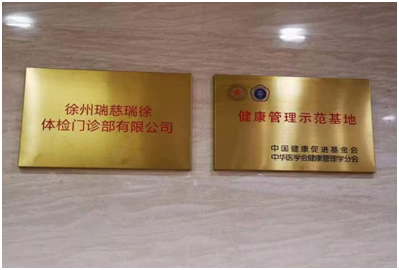 徐州瑞慈瑞徐
体检门诊部有限公司
健康管理示范基地
中国健康促进基金会
中华医学会健康管理学分会